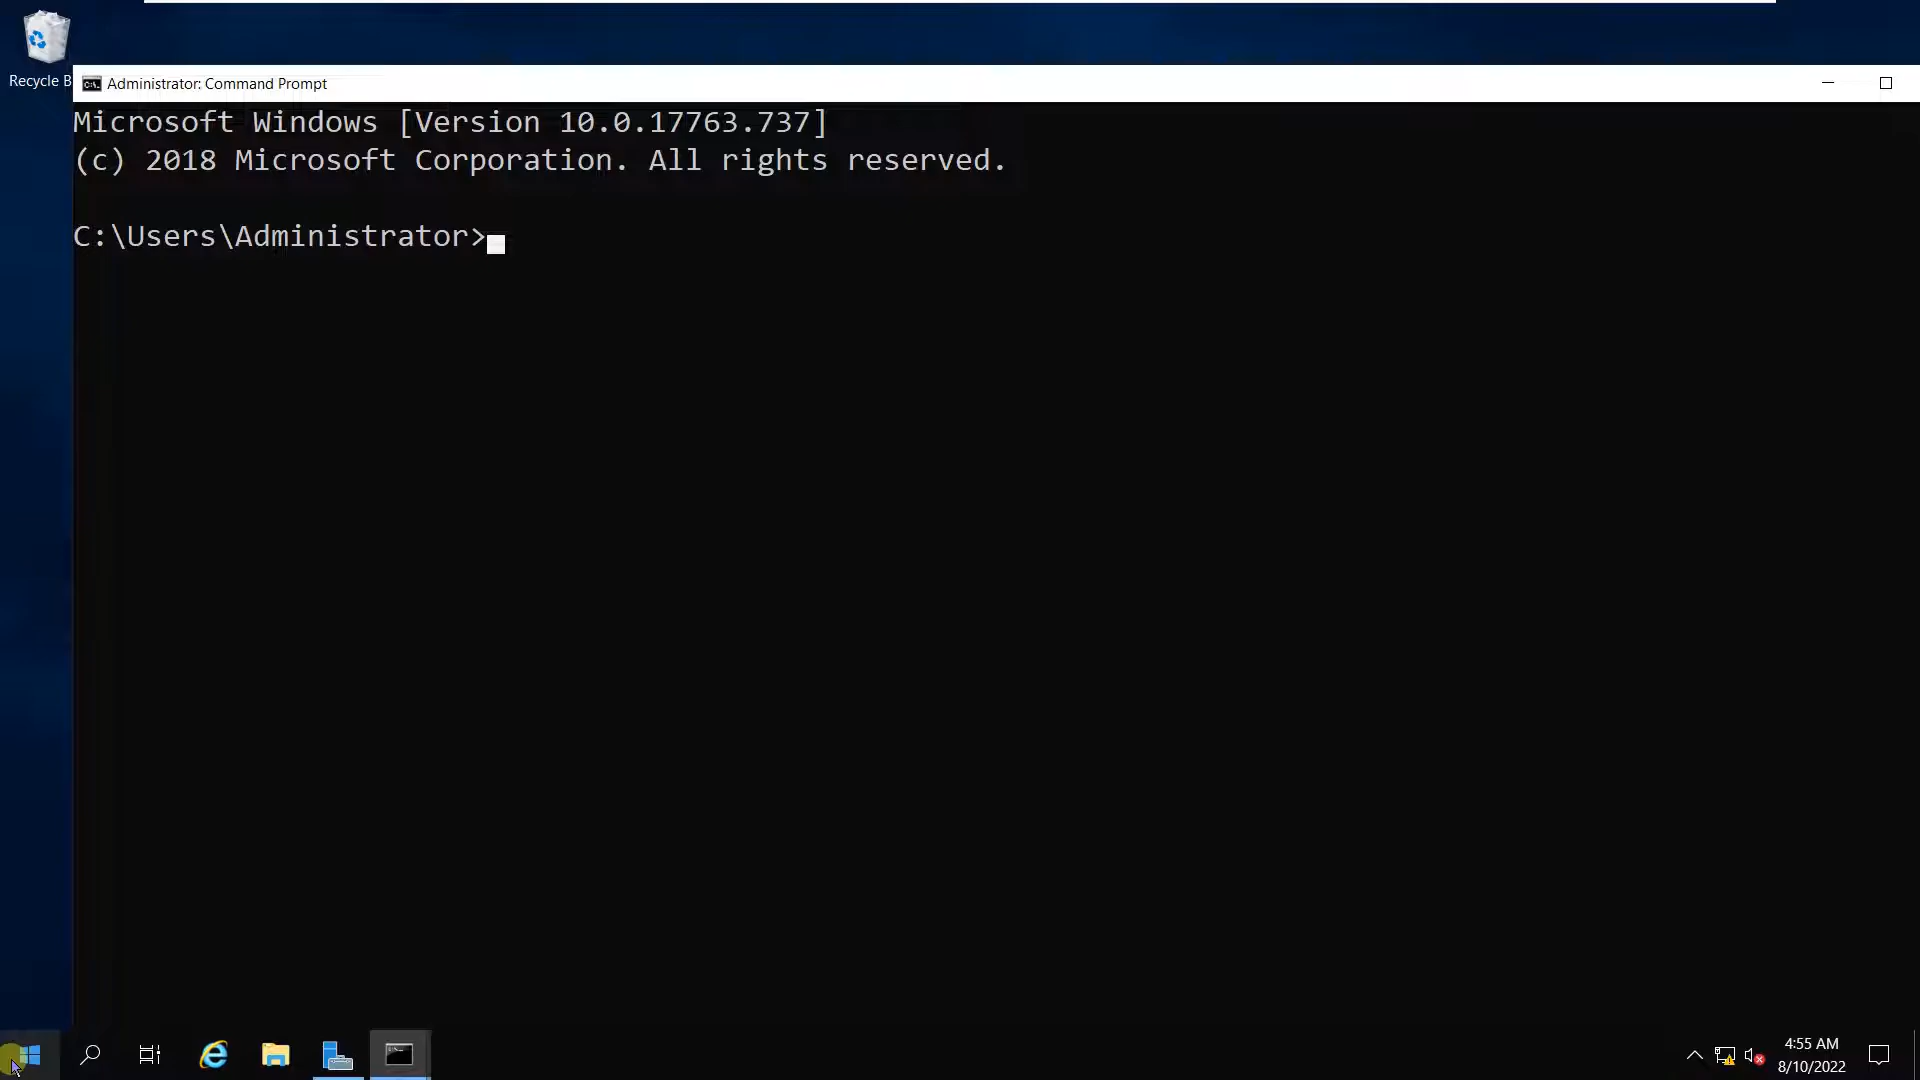 Recycle B
Administrator: Command Prompt
Microsoft Windows [Version 10.0.17763.737]
(c) 2018 Microsoft Corporation. All rights reserved.
C:\Users\Administrator>
4:55 AM
8/10/2022